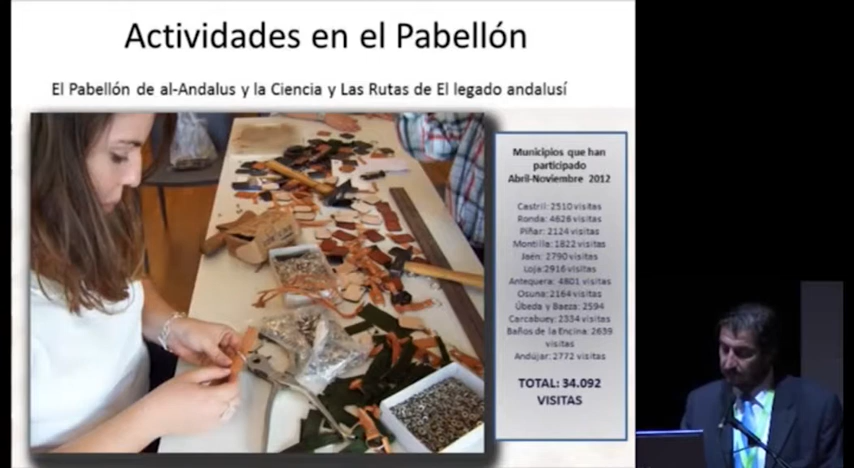 Actividades en el Pabellón
El Pabellón de al-Andalus y la Ciencia y Las Rutas de El legado andalusí
Municipios que han
participado
Abril-Noviembre 2012
Castril: 2510 visitas
Ronda: 4626 visitas
Píñar: 2124 visitas
Montilla: 1822 visitas
Jaén: 2790 visitas
Loja:2916 visitas
Antequera: 4801 visitas
Osuna: 2164 visitas
Úbeda y Baeza: 2594
Carcabuey: 2334 visitas
Baños de la Encina: 2639
visitas
Andújar: 2772 visitas
TOTAL: 34.092
VISITAS